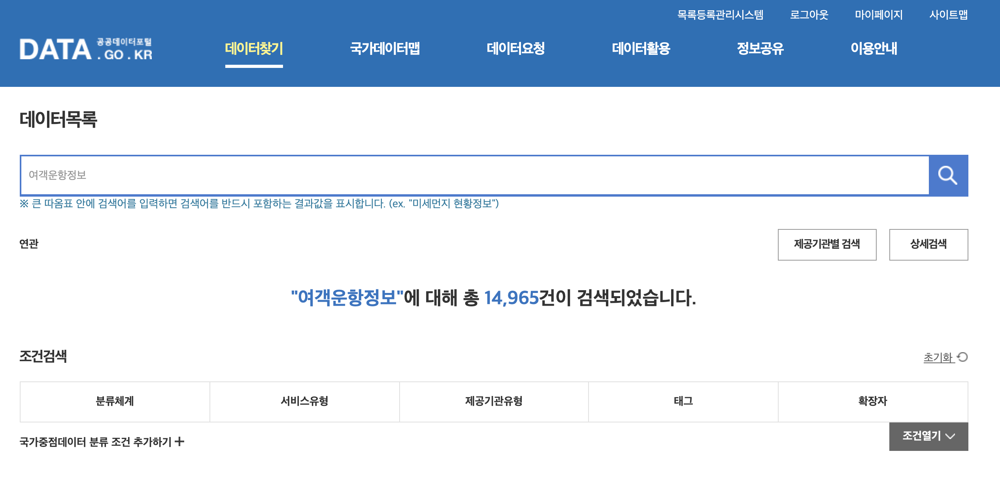 목록등록관리시스템 로그아웃 마이페이지 사이트맵
DATA 공공데이터포털
. GO . KR
데이터찾기 국가데이터맵 데이터요청 데이터활용 정보공유 이용안내
데이터목록
여객운항정보
※ 큰 따옴표 안에 검색어를 입력하면 검색어를 반드시 포함하는 결과값을 표시합니다. (ex. "미세먼지 현황정보")
연관 제공기관별 검색 상세검색
"여객운항정보"에 대해 총 14,965건이 검색되었습니다.
조건검색 초기화
분류체계 서비스유형 제공기관유형 태그 확장자
국가중점데이터 분류 조건 추가하기 + 조건열기